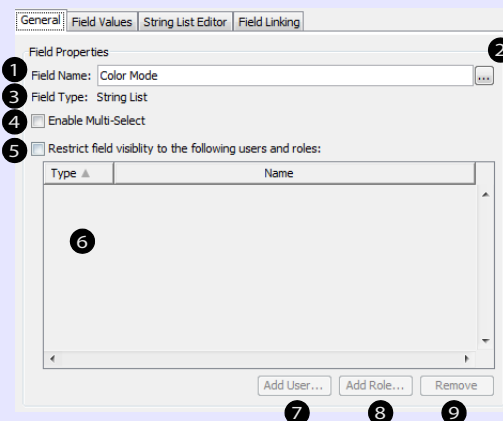 General Field Values String List Editor Field Linking
Field Properties 2
1 Field Name: Color Mode ...
3 Field Type: String List
4 Enable Multi-Select
5 Restrict field visiblity to the following users and roles:
Type Name
6
Add User... Add Role... Remove
7 8 9